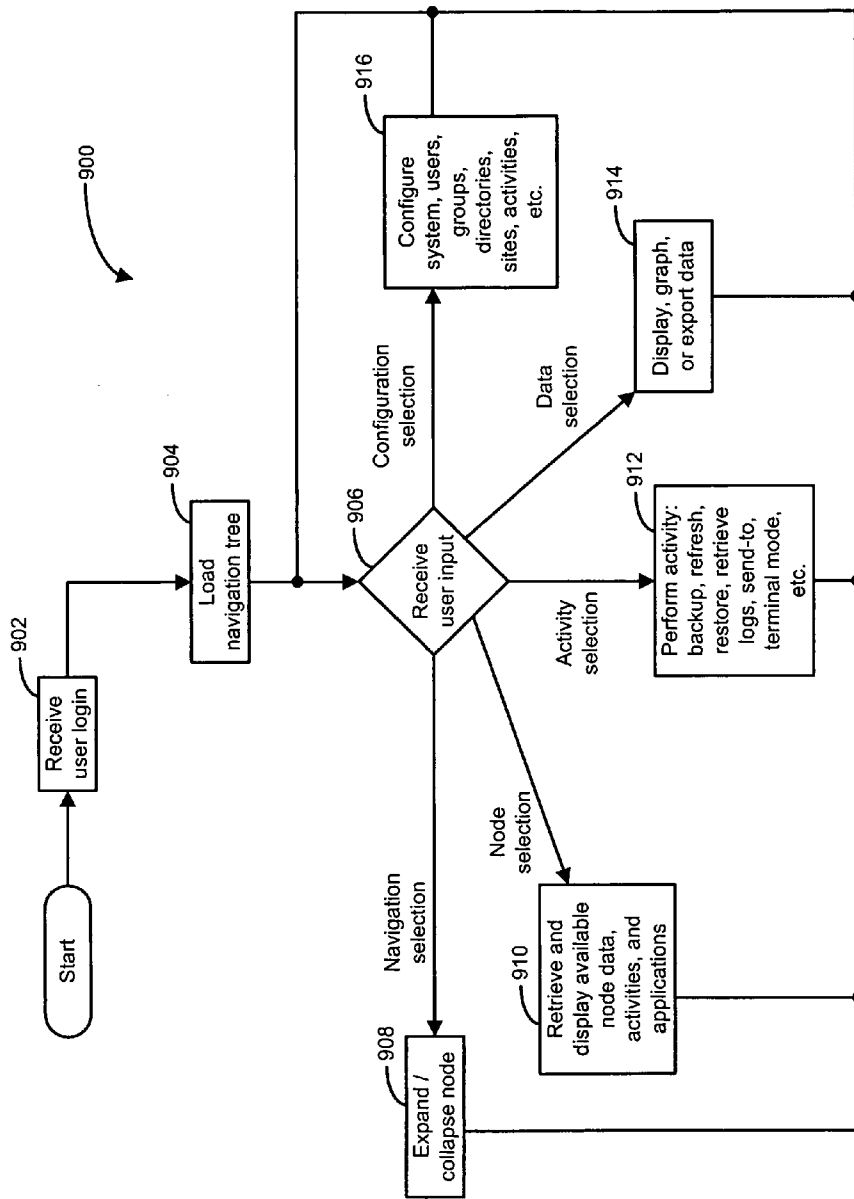 900
Start
902
Receive
user login
904
Load
navigation tree
906
Receive
user input
Navigation
selection
Node
selection
Activity
selection
Data
selection
Configuration
selection
908
Expand /
collapse node
910
Retrieve and
display available
node data,
activities, and
applications
912
Perform activity:
backup, refresh,
restore, retrieve
logs, send-to,
terminal mode,
etc.
914
Display, graph,
or export data
916
Configure
system, users,
groups,
directories,
sites, activities,
etc.